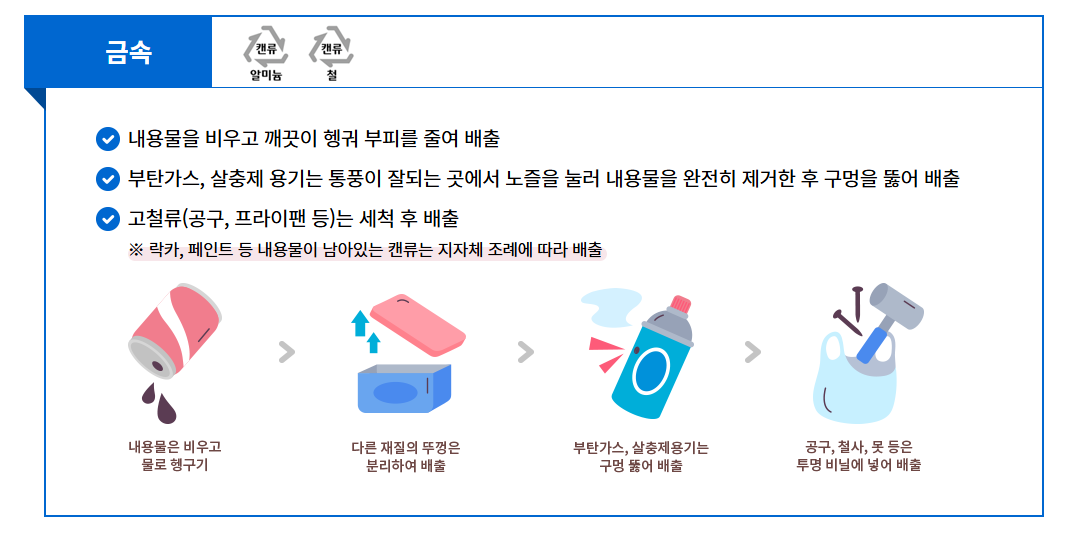 금속
캔류
알미늄
캔류
철
내용물을 비우고 깨끗이 헹궈 부피를 줄여 배출
부탄가스, 살충제 용기는 통풍이 잘되는 곳에서 노즐을 눌러 내용물을 완전히 제거한 후 구멍을 뚫어 배출
고철류(공구, 프라이팬 등)는 세척 후 배출
※ 락카, 페인트 등 내용물이 남아있는 캔류는 지자체 조례에 따라 배출
내용물은 비우고
물로 헹구기
다른 재질의 뚜껑은
분리하여 배출
부탄가스, 살충제용기는
구멍 뚫어 배출
공구, 철사, 못 등은
투명 비닐에 넣어 배출